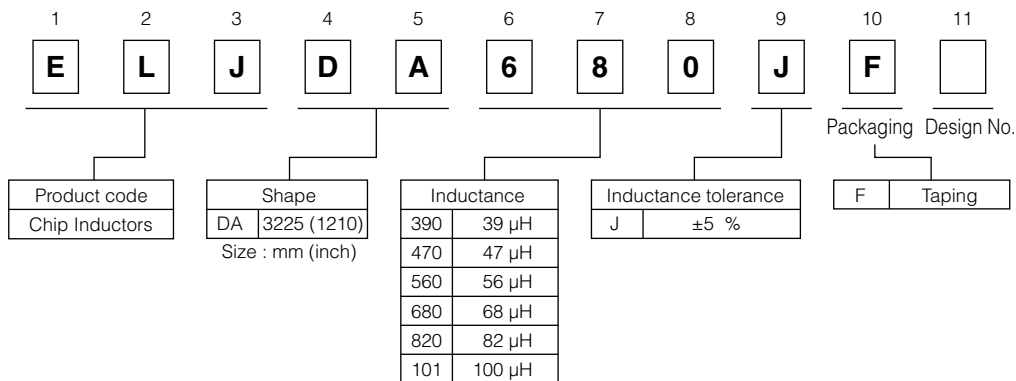 1 2 3 4 5 6 7 8 9 10 11
E L J D A 6 8 0 J F
Packaging Design No.
Product code
Chip Inductors
Shape
DA 3225 (1210)
Size : mm (inch)
Inductance
390 39 µH
470 47 µH
560 56 µH
680 68 µH
820 82 µH
101 100 µH
Inductance tolerance
J ±5 %
F Taping